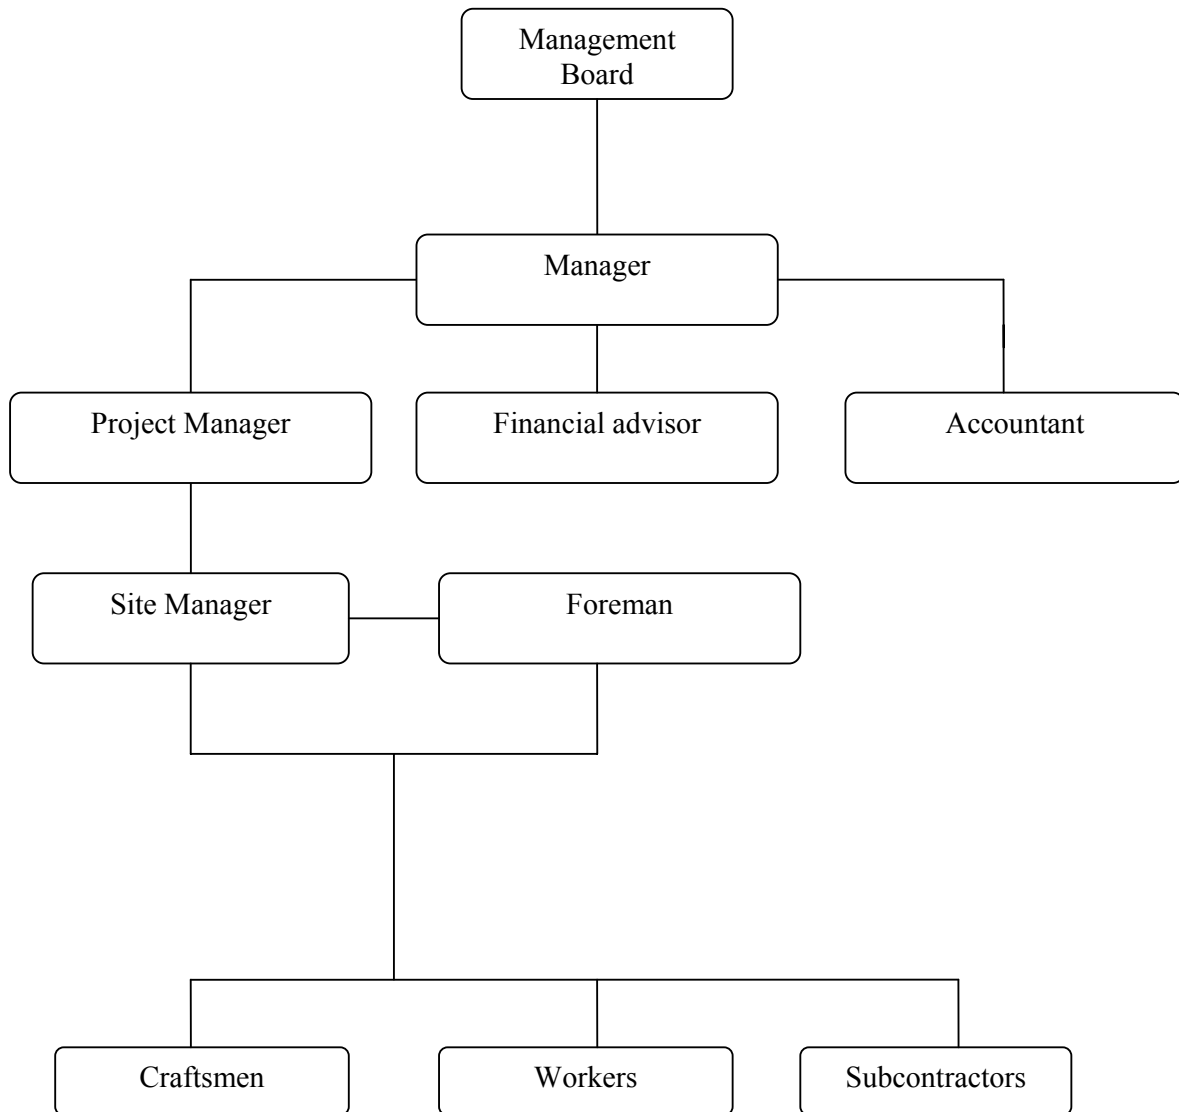 Management
Board
Manager
Project Manager
Financial advisor
Accountant
Site Manager
Foreman
Craftsmen
Workers
Subcontractors